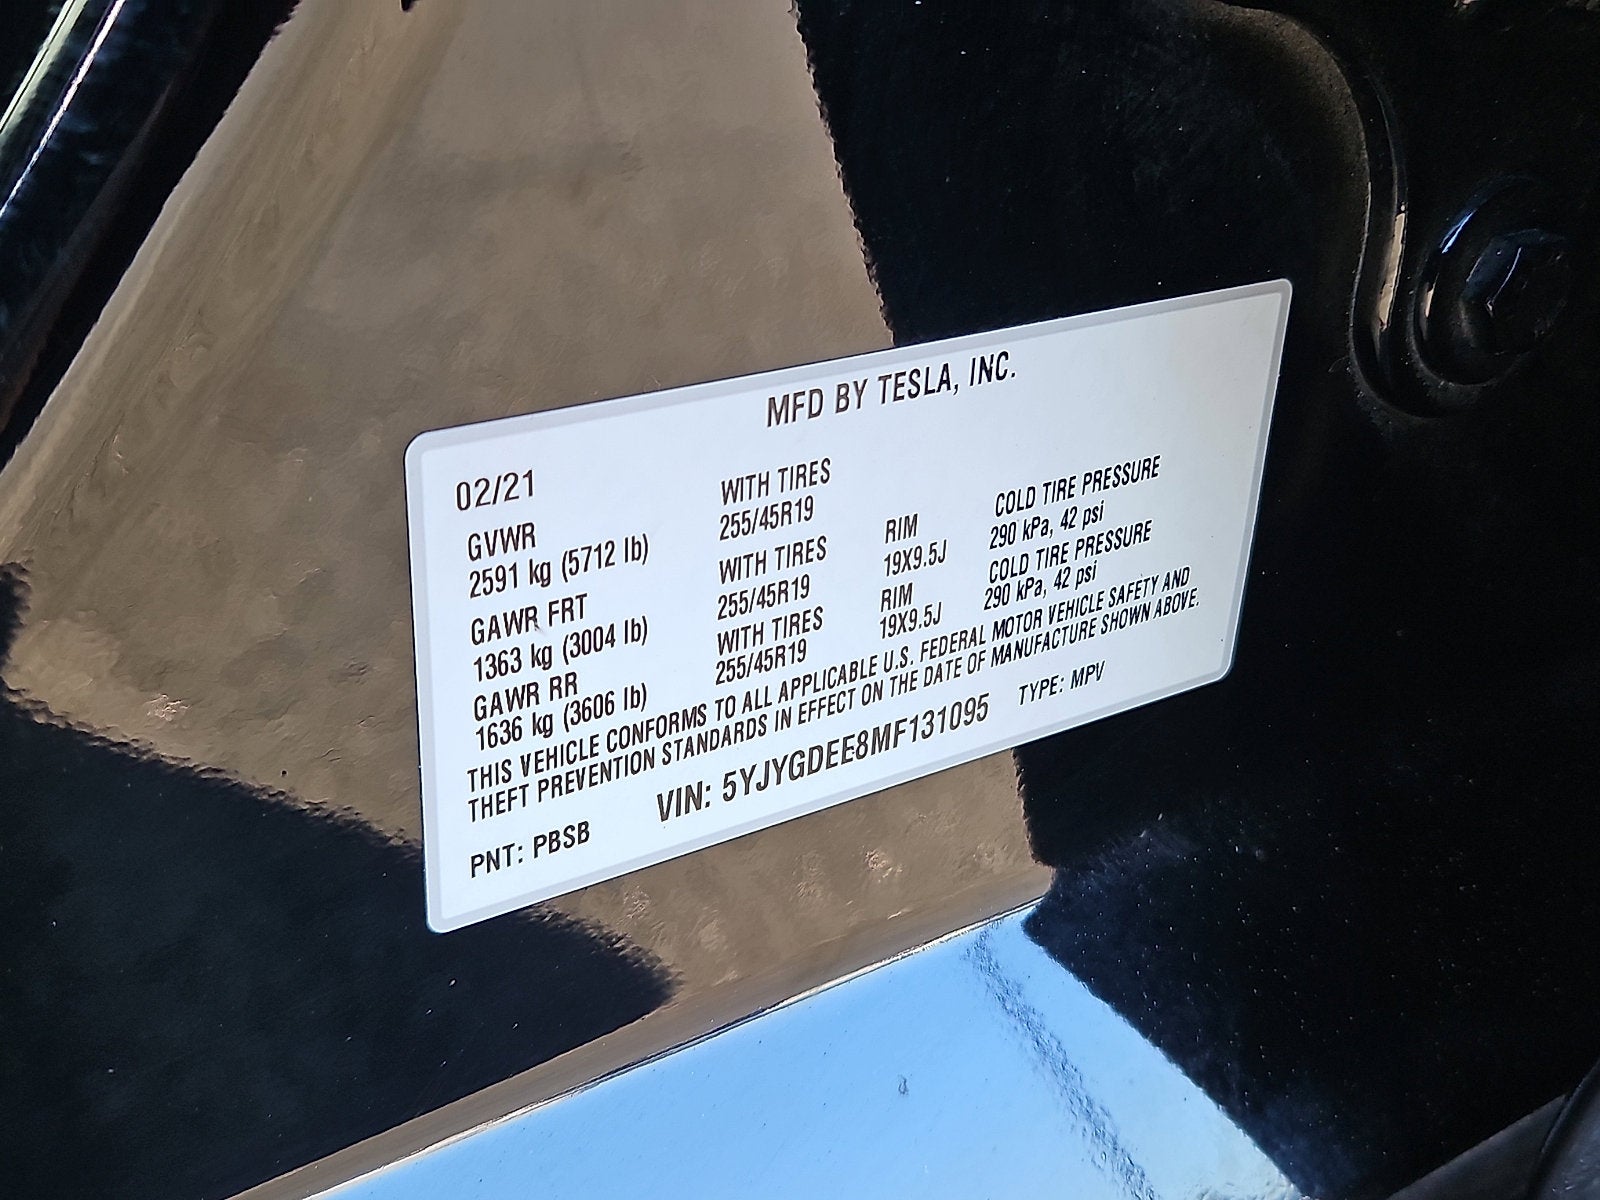 MFD BY TESLA, INC.
02/21
GVWR WITH TIRES
2591 kg (5712 lb) 255/45R19 RIM COLD TIRE PRESSURE
GAWR FRT WITH TIRES 19X9.5J 290 kPa, 42 psi
1363 kg (3004 lb) 255/45R19 RIM COLD TIRE PRESSURE
GAWR RR WITH TIRES 19X9.5J 290 kPa, 42 psi
1636 kg (3606 lb) 255/45R19
THIS VEHICLE CONFORMS TO ALL APPLICABLE U.S. FEDERAL MOTOR VEHICLE SAFETY AND
THEFT PREVENTION STANDARDS IN EFFECT ON THE DATE OF MANUFACTURE SHOWN ABOVE.
VIN: 5YJYGDEE8MF131095 TYPE: MPV
PNT: PBSB